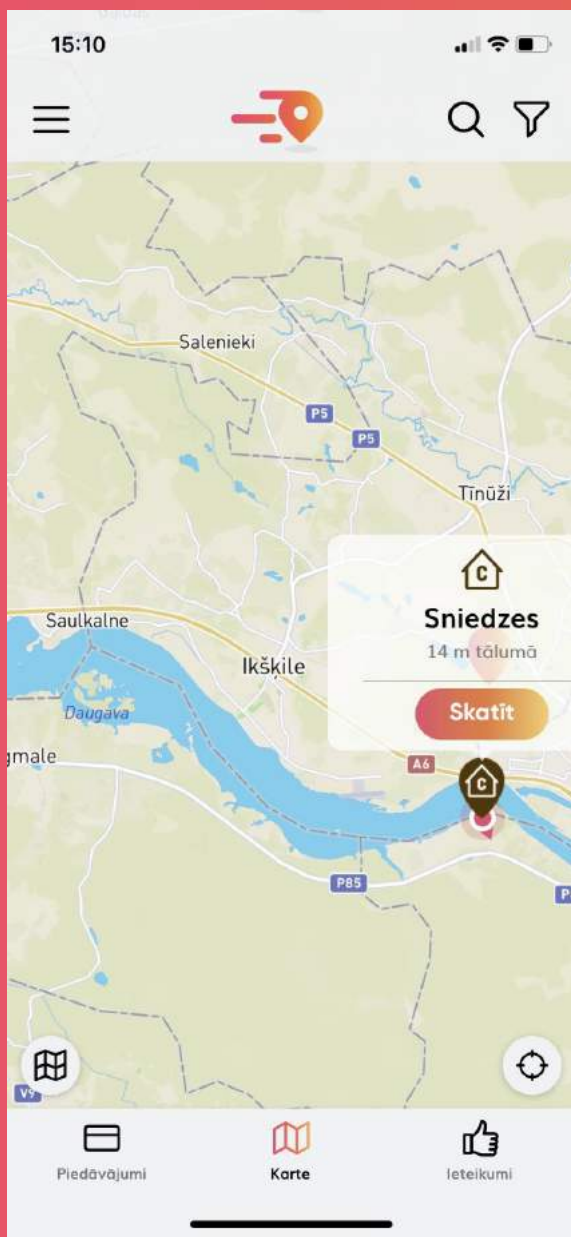 15:10
Salenieki
P5
P5
Tīnūži
C
Sniedzes
14 m tālumā
Skatīt
Saulkalne
Ikšķile
Daugava
gmale
A6
C
P85
P
V9
Piedāvājumi
Karte
Ieteikumi